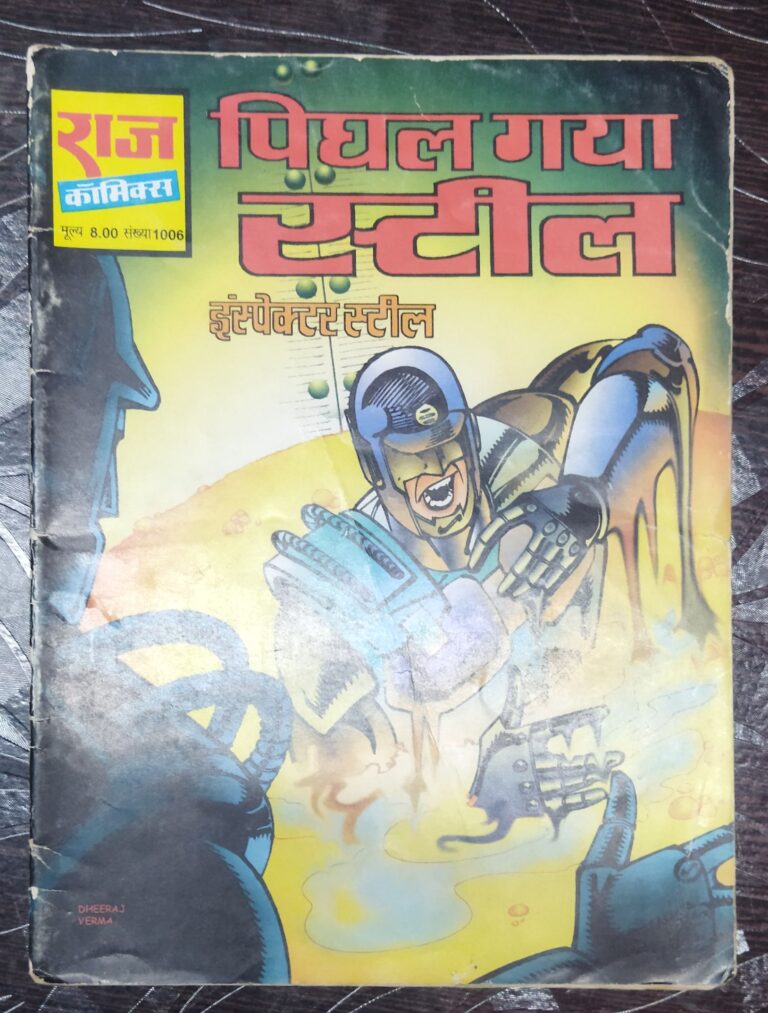 राज
कॉमिक्स
मूल्य 8.00 संख्या 1006
पिघल गया
स्टील
इंस्पेक्टर स्टील
DHEERAJ
VERMA